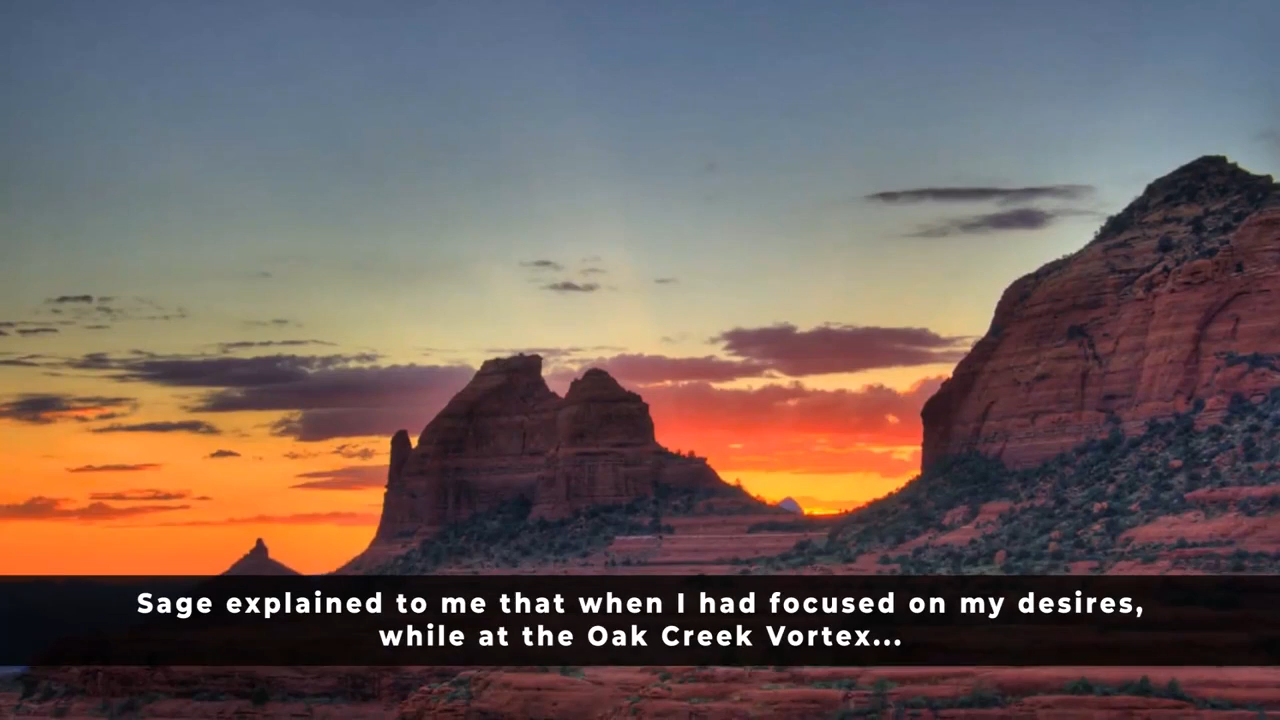 Sage explained to me that when I had focused on my desires,
while at the Oak Creek Vortex...